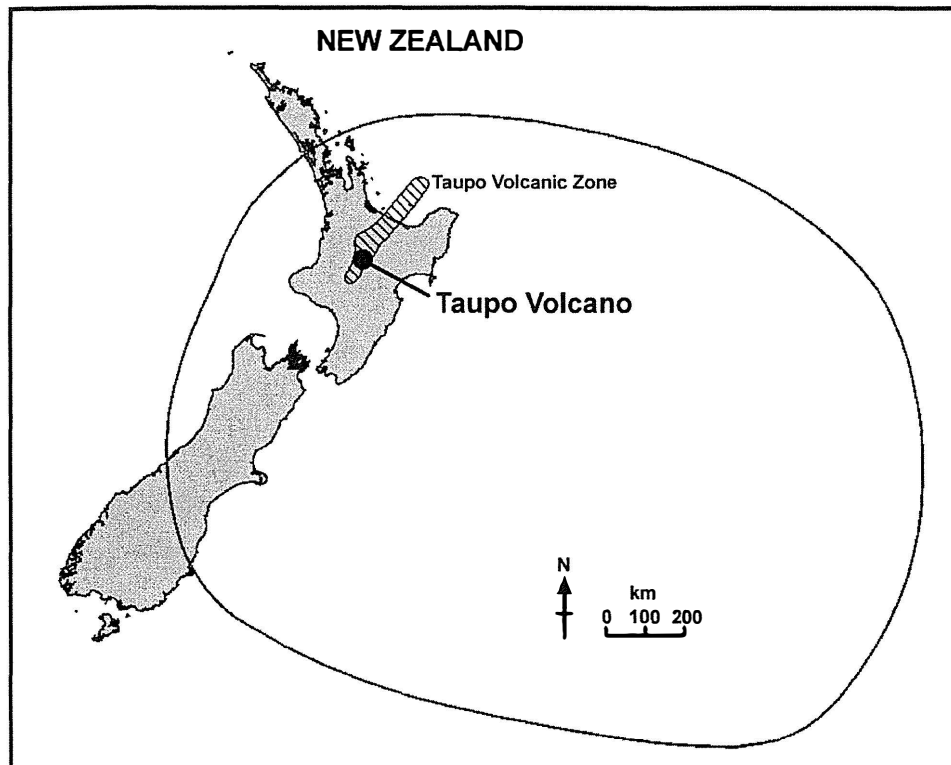 NEW ZEALAND
Taupo Volcanic Zone
Taupo Volcano
N
km
0 100 200